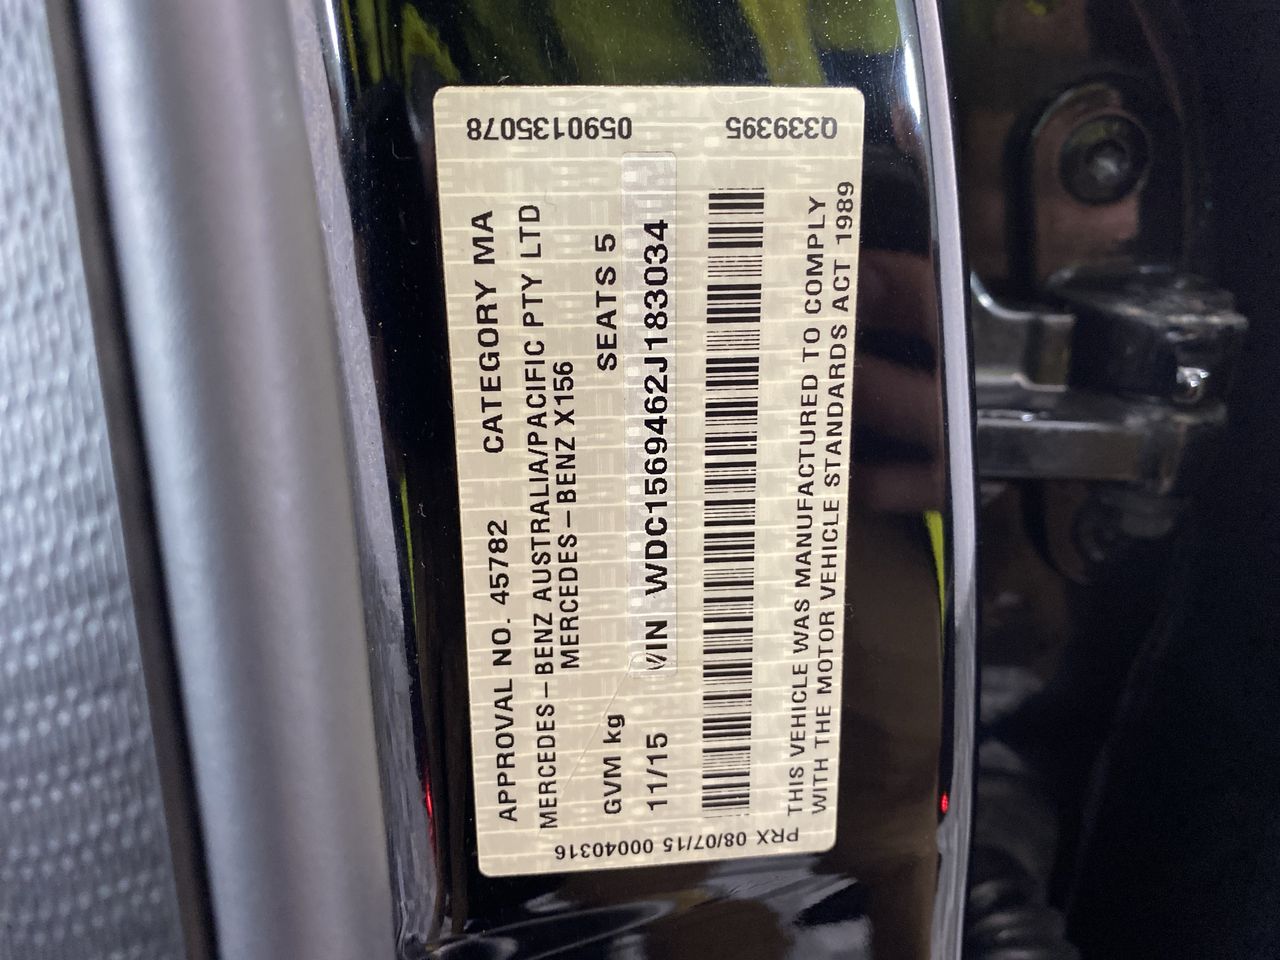 APPROVAL NO. 45782 CATEGORY MA
MERCEDES-BENZ AUSTRALIA/PACIFIC PTY LTD
MERCEDES-BENZ X156
GVM kg SEATS 5
11/15 VIN WDC1569462J183034
THIS VEHICLE WAS MANUFACTURED TO COMPLY
WITH THE MOTOR VEHICLE STANDARDS ACT 1989
0590135078
Q339395
PRX 08/07/15 00040316